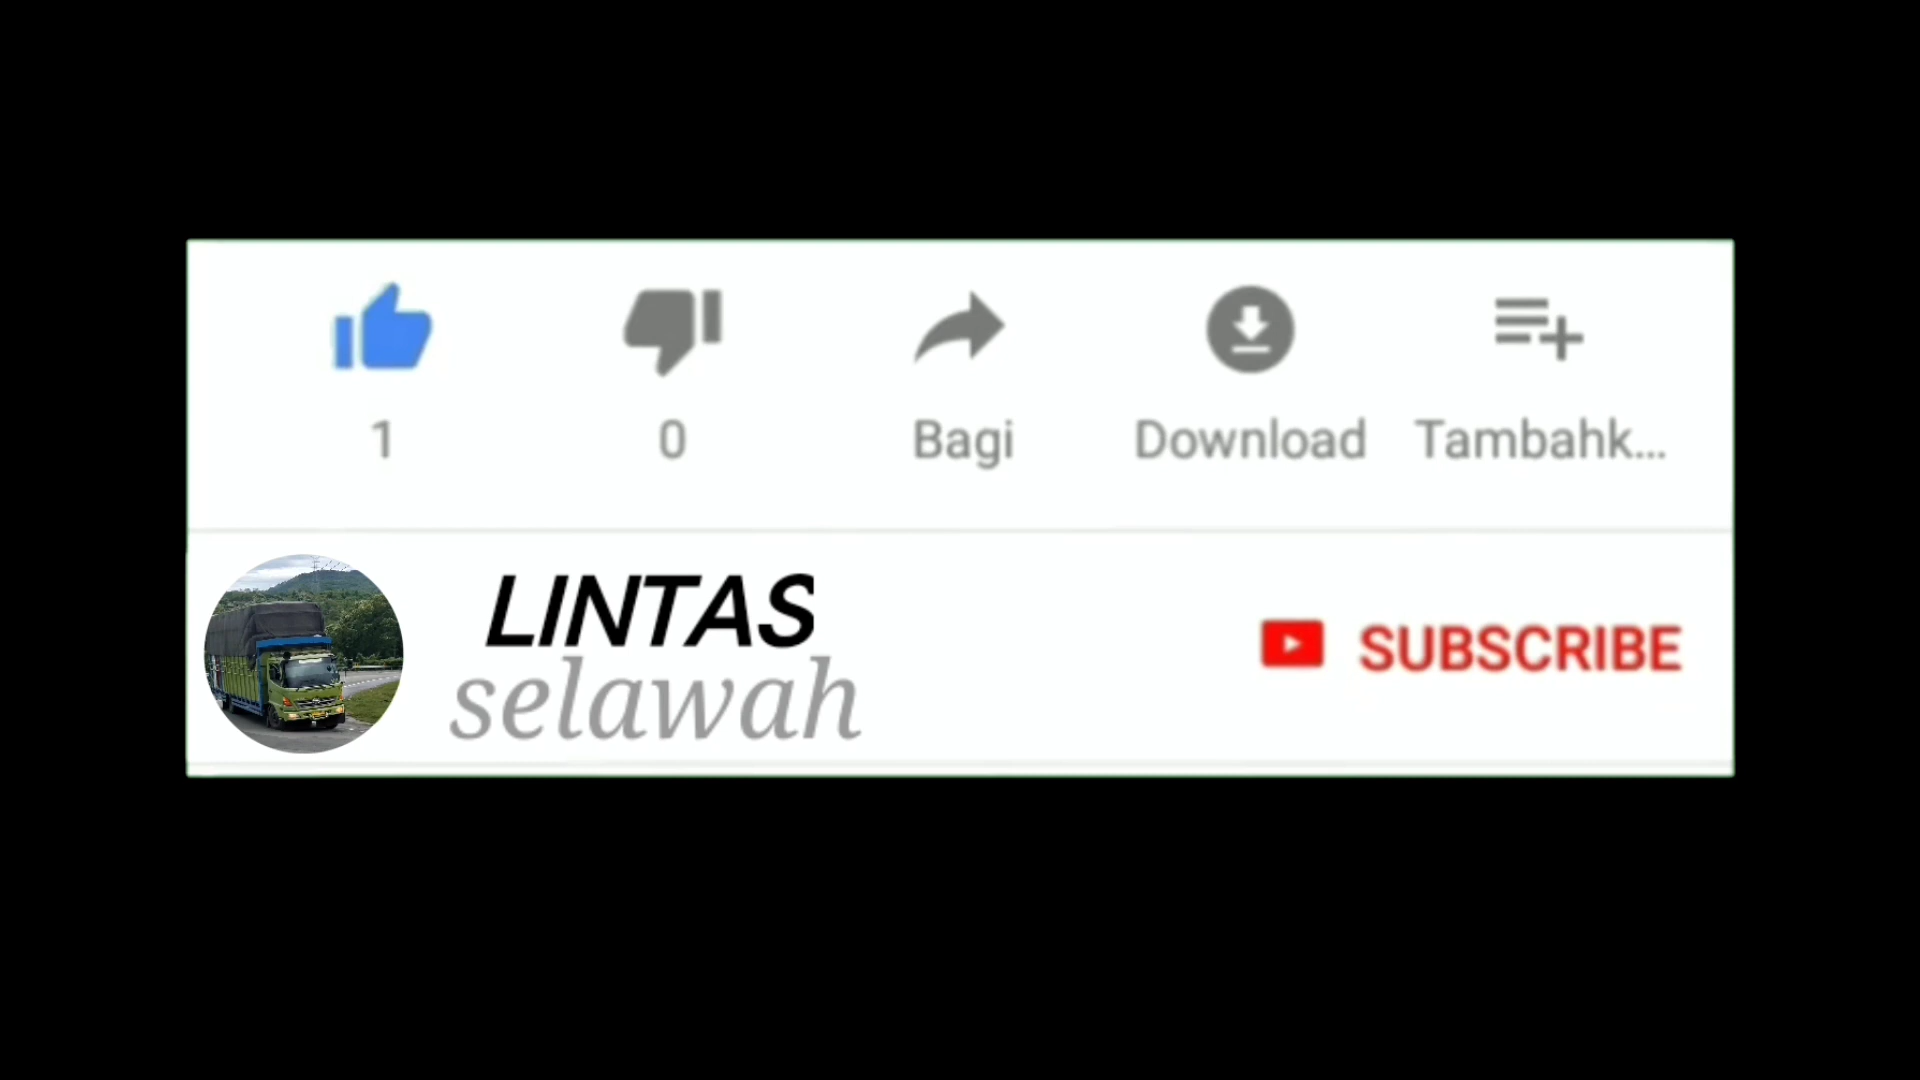 1
0
Bagi
Download
Tambahk...
LINTAS
selawah
SUBSCRIBE